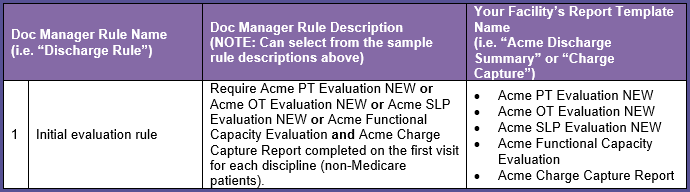 Doc Manager Rule Name
(i.e. “Discharge Rule”)
Doc Manager Rule Description
(NOTE: Can select from the sample
rule descriptions above)
Your Facility’s Report Template
Name
(i.e. “Acme Discharge
Summary” or “Charge
Capture”)
1
Initial evaluation rule
Require Acme PT Evaluation NEW or
Acme OT Evaluation NEW or Acme SLP
Evaluation NEW or Acme Functional
Capacity Evaluation and Acme Charge
Capture Report completed on the first visit
for each discipline (non-Medicare
patients).
• Acme PT Evaluation NEW
• Acme OT Evaluation NEW
• Acme SLP Evaluation NEW
• Acme Functional Capacity
Evaluation
• Acme Charge Capture Report